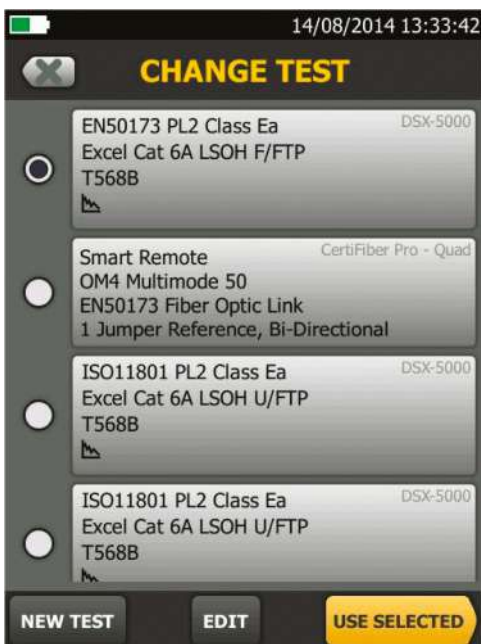 14/08/2014 13:33:42
CHANGE TEST
EN50173 PL2 Class Ea
DSX-5000
Excel Cat 6A LSOH F/FTP
T568B
Smart Remote
CertiFiber Pro - Quad
OM4 Multimode 50
EN50173 Fiber Optic Link
1 Jumper Reference, Bi-Directional
ISO11801 PL2 Class Ea
DSX-5000
Excel Cat 6A LSOH U/FTP
T568B
ISO11801 PL2 Class Ea
DSX-5000
Excel Cat 6A LSOH U/FTP
T568B
NEW TEST
EDIT
USE SELECTED